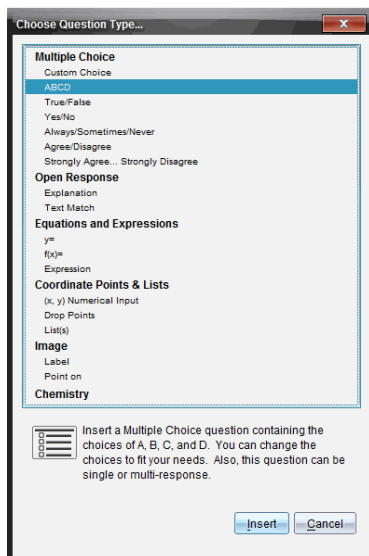 Choose Question Type...
Multiple Choice
Custom Choice
ABCD
True/False
Yes/No
Always/Sometimes/Never
Agree/Disagree
Strongly Agree... Strongly Disagree
Open Response
Explanation
Text Match
Equations and Expressions
y=
f(x)=
Expression
Coordinate Points & Lists
(x, y) Numerical Input
Drop Points
List(s)
Image
Label
Point on
Chemistry
Insert a Multiple Choice question containing the
choices of A, B, C, and D. You can change the
choices to fit your needs. Also, this question can be
single or multi-response.
Insert Cancel